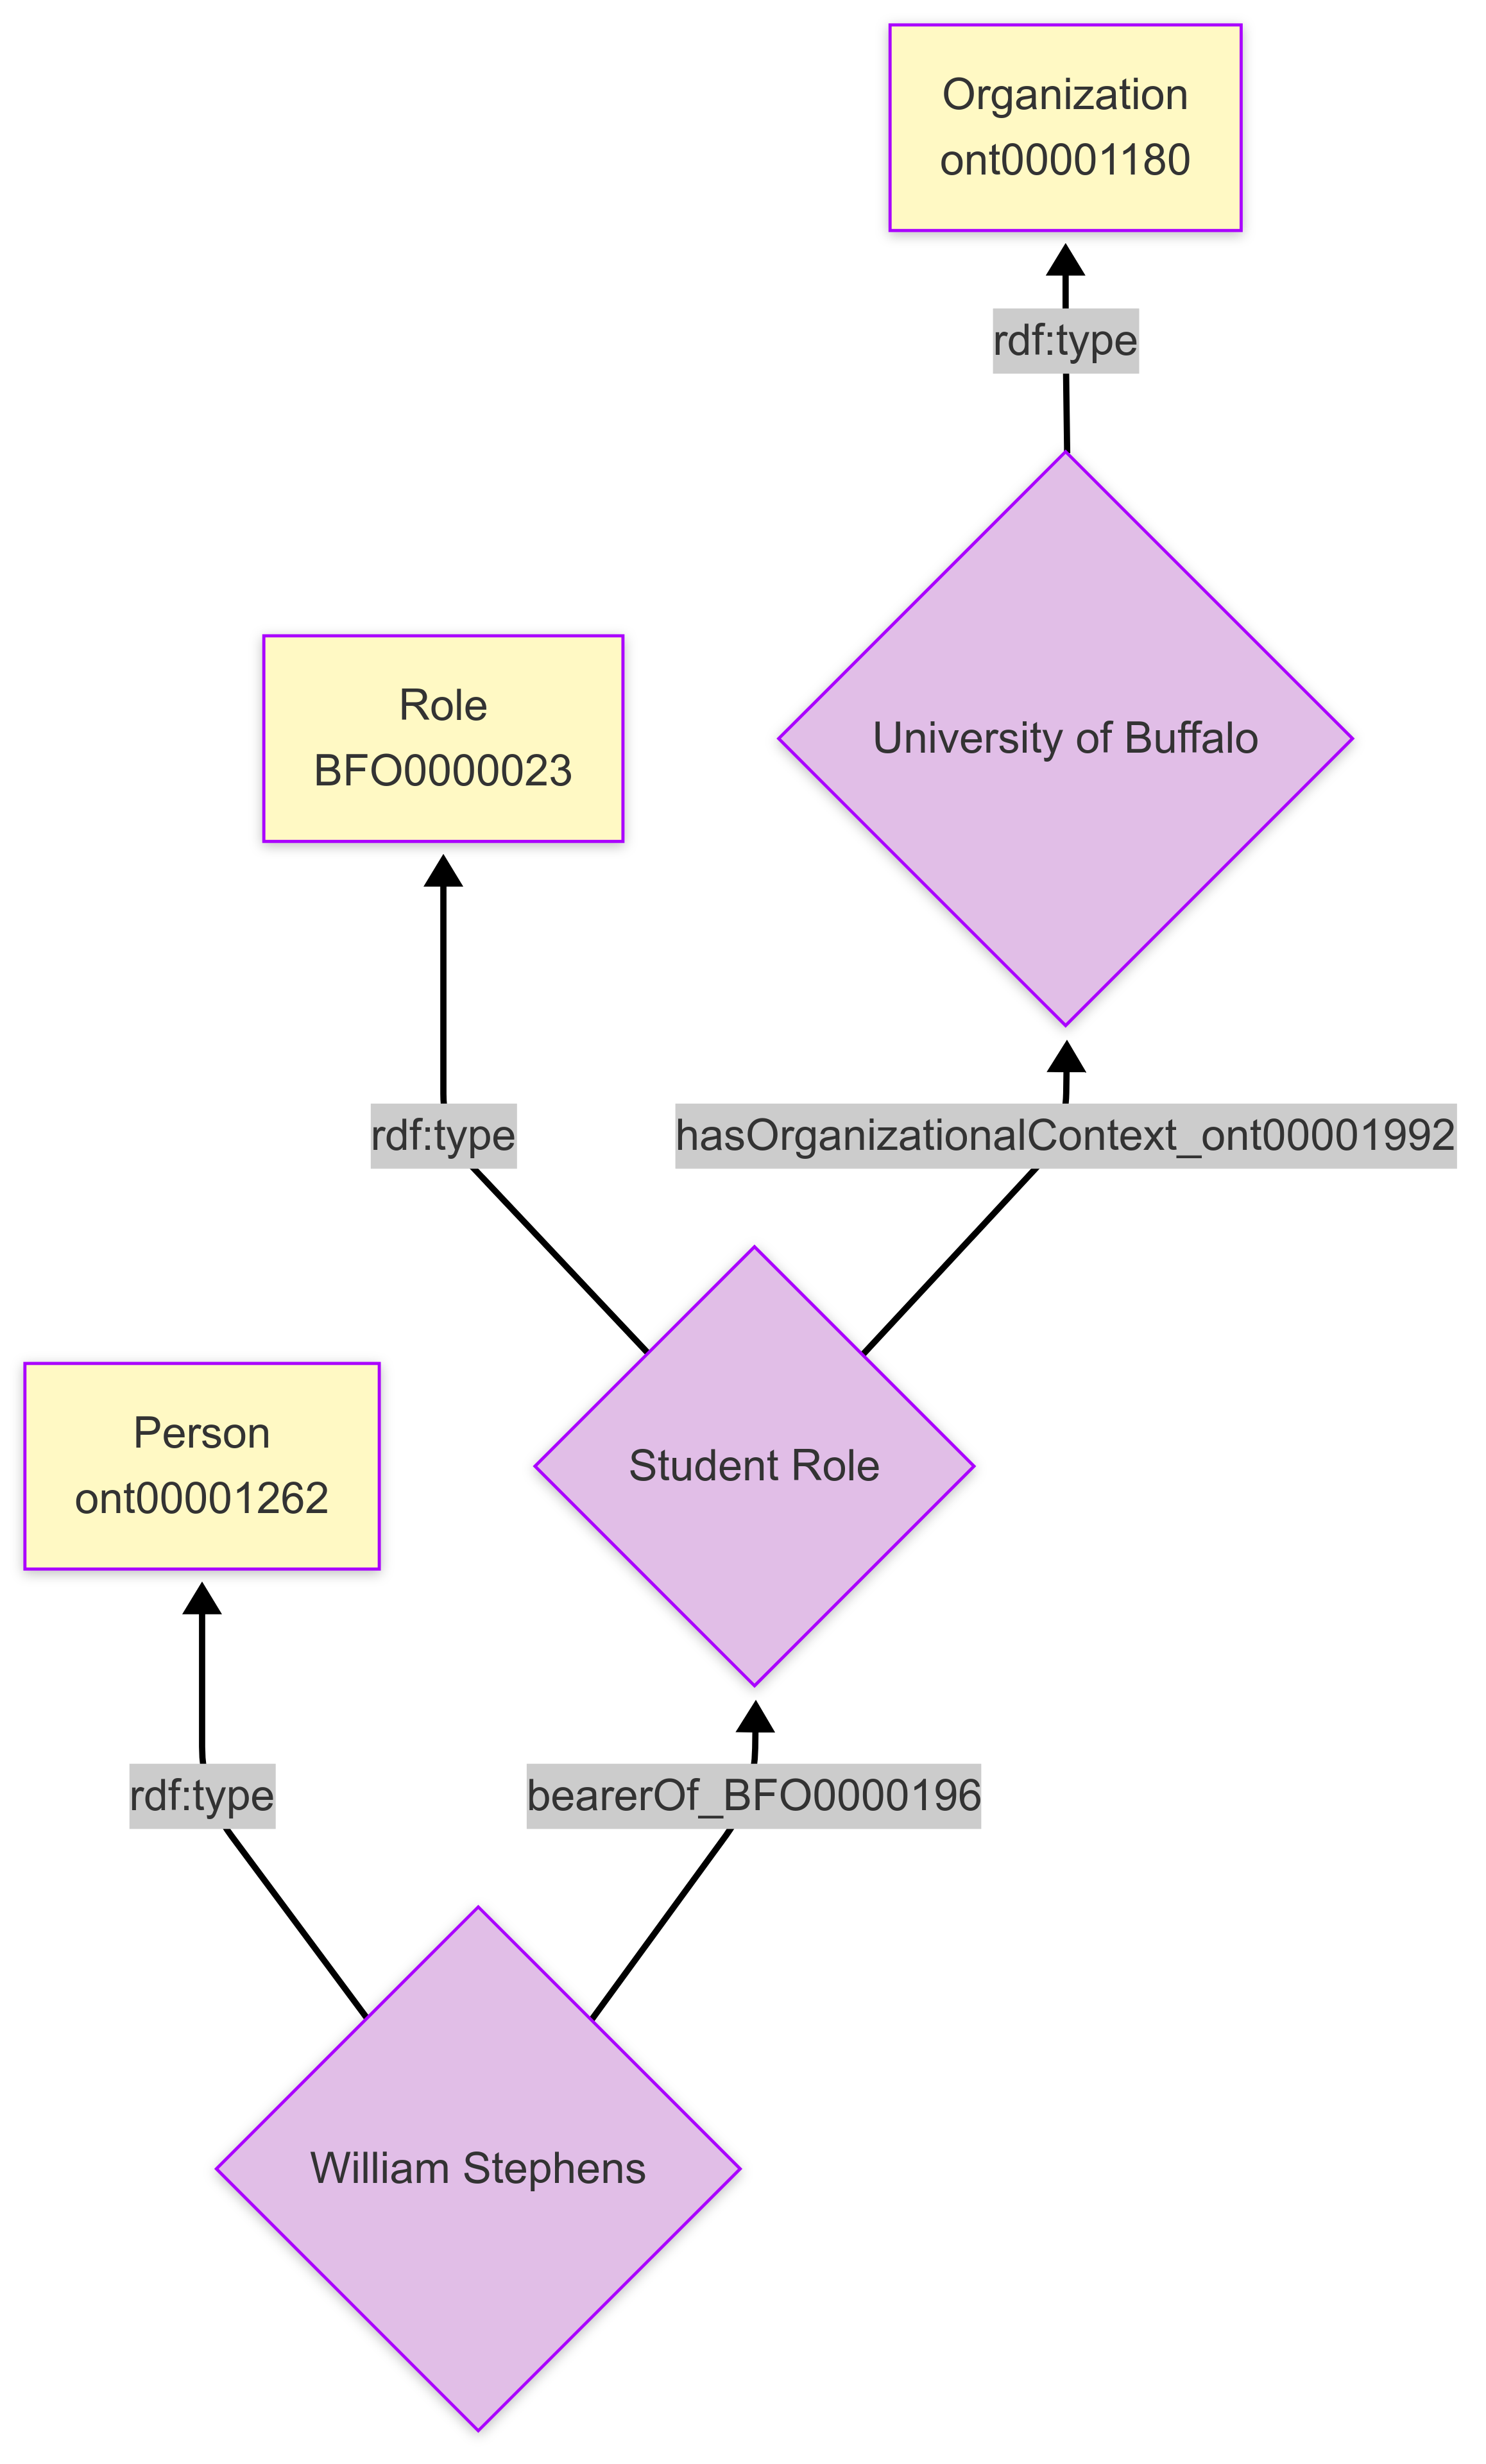 Organization
ont00001180
rdf:type
Role
BFO0000023
University of Buffalo
rdf:type
hasOrganizationalContext_ont00001992
Person
ont00001262
Student Role
rdf:type
bearerOf_BFO0000196
William Stephens